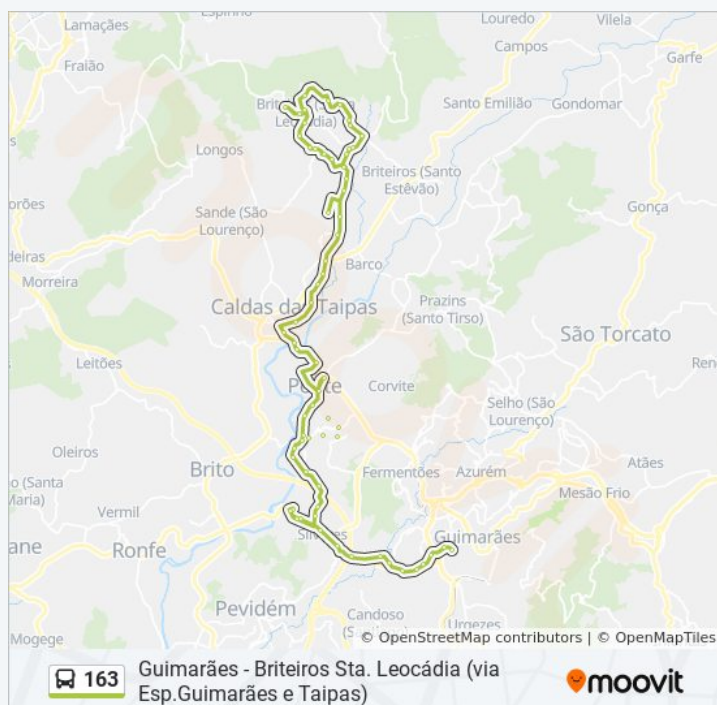 Lamaçães
Espinho
Louredo
Vilela
Garfe
Fraião
Campos
Santo Emilião
Gondomar
Longos
Briteiros (Santo
Estêvão)
Gonça
Sande (São
Lourenço)
Morreira
Barco
Caldas das Taipas
Prazins
(Santo Tirso)
São Torcato
Leitões
Ponte
Corvite
Selho (São
Lourenço)
Oleiros
Brito
Fermentões
Azurém
Atães
Mesão Frio
Vermil
Ronfe
Silvares
Guimarães
Pevidém
Candoso
Urgezes
Mogege
© OpenStreetMap contributors | © OpenMapTiles
163
Guimarães - Briteiros Sta. Leocádia (via
Esp.Guimarães e Taipas)
moovit